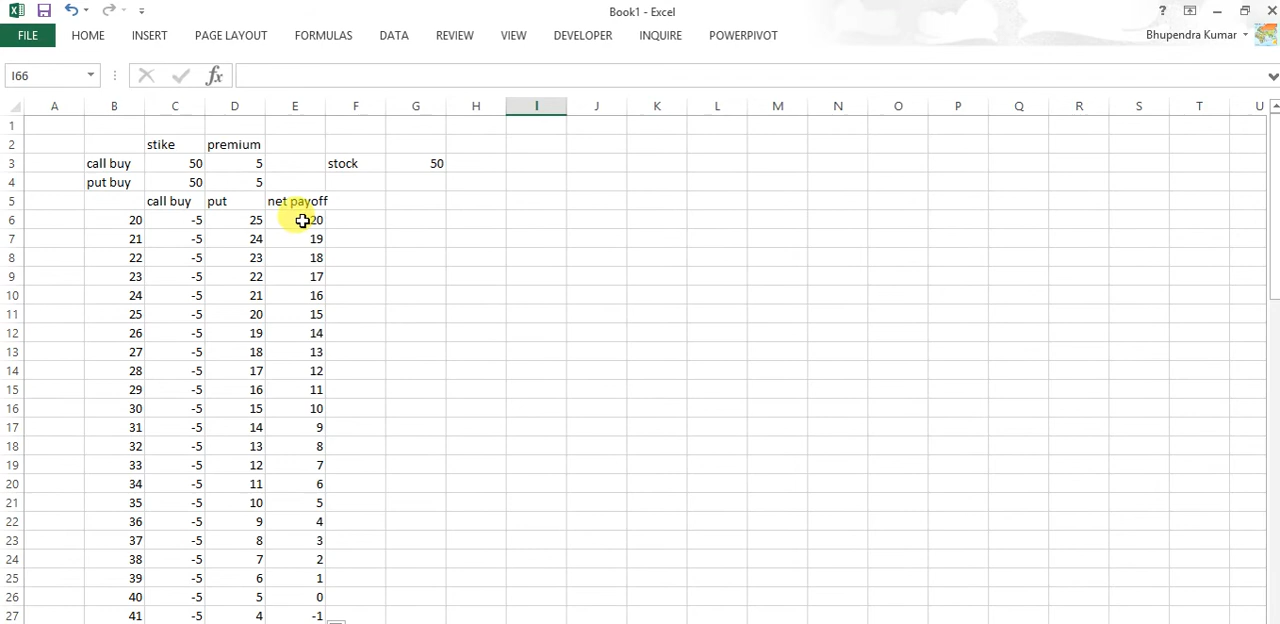 Book1 - Excel
FILE HOME INSERT PAGE LAYOUT FORMULAS DATA REVIEW VIEW DEVELOPER INQUIRE POWERPIVOT Bhupendra Kumar
I66 fx
A B C D E F G H I J K L M N O P Q R S T U
1
2 stike premium
3 call buy 50 5 stock 50
4 put buy 50 5
5 call buy put net payoff
6 20 -5 25 20
7 21 -5 24 19
8 22 -5 23 18
9 23 -5 22 17
10 24 -5 21 16
11 25 -5 20 15
12 26 -5 19 14
13 27 -5 18 13
14 28 -5 17 12
15 29 -5 16 11
16 30 -5 15 10
17 31 -5 14 9
18 32 -5 13 8
19 33 -5 12 7
20 34 -5 11 6
21 35 -5 10 5
22 36 -5 9 4
23 37 -5 8 3
24 38 -5 7 2
25 39 -5 6 1
26 40 -5 5 0
27 41 -5 4 -1